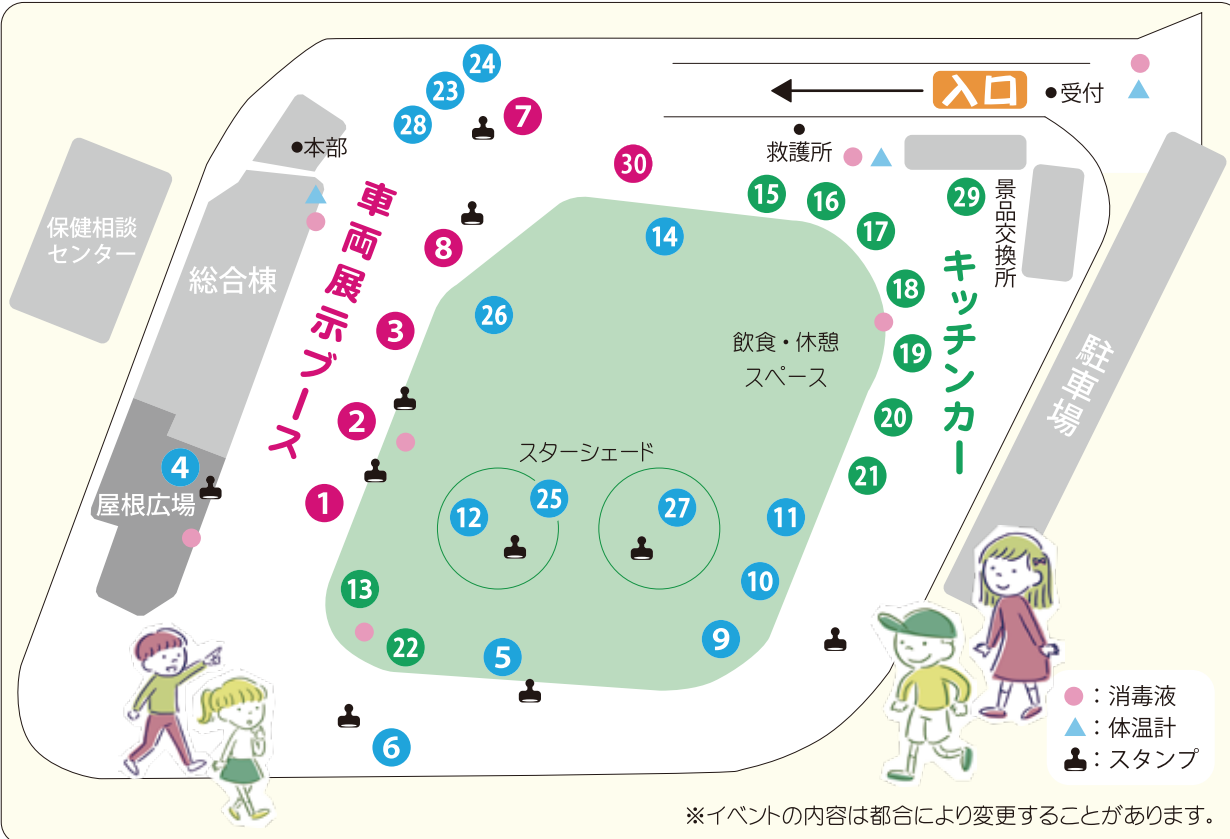 24
23
28
7
入口
●受付
●本部
救護所
30
15
16
17
29
景品交換所
保健相談
センター
総合棟
車両展示ブース
8
14
18
キッチンカー
26
3
飲食・休憩
スペース
19
駐車場
2
20
スターシェード
21
4
屋根広場
1
12
25
27
11
13
10
22
5
9
6
：消毒液
：体温計
：スタンプ
※イベントの内容は都合により変更することがあります。